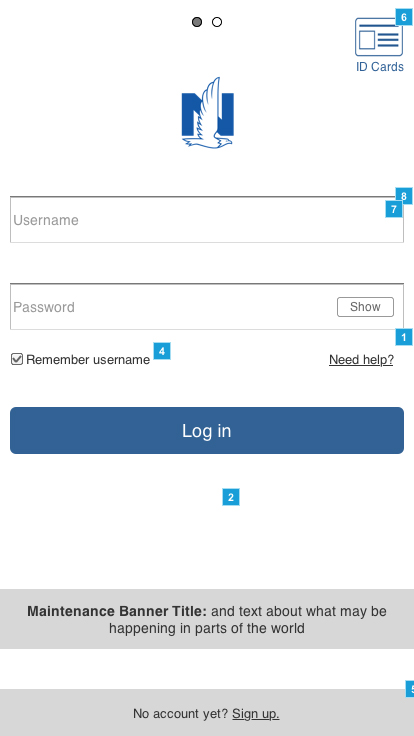 6
ID Cards
8
7
Username
Password
Show
1
Remember username
4
Need help?
Log in
2
Maintenance Banner Title: and text about what may be
happening in parts of the world
5
No account yet? Sign up.